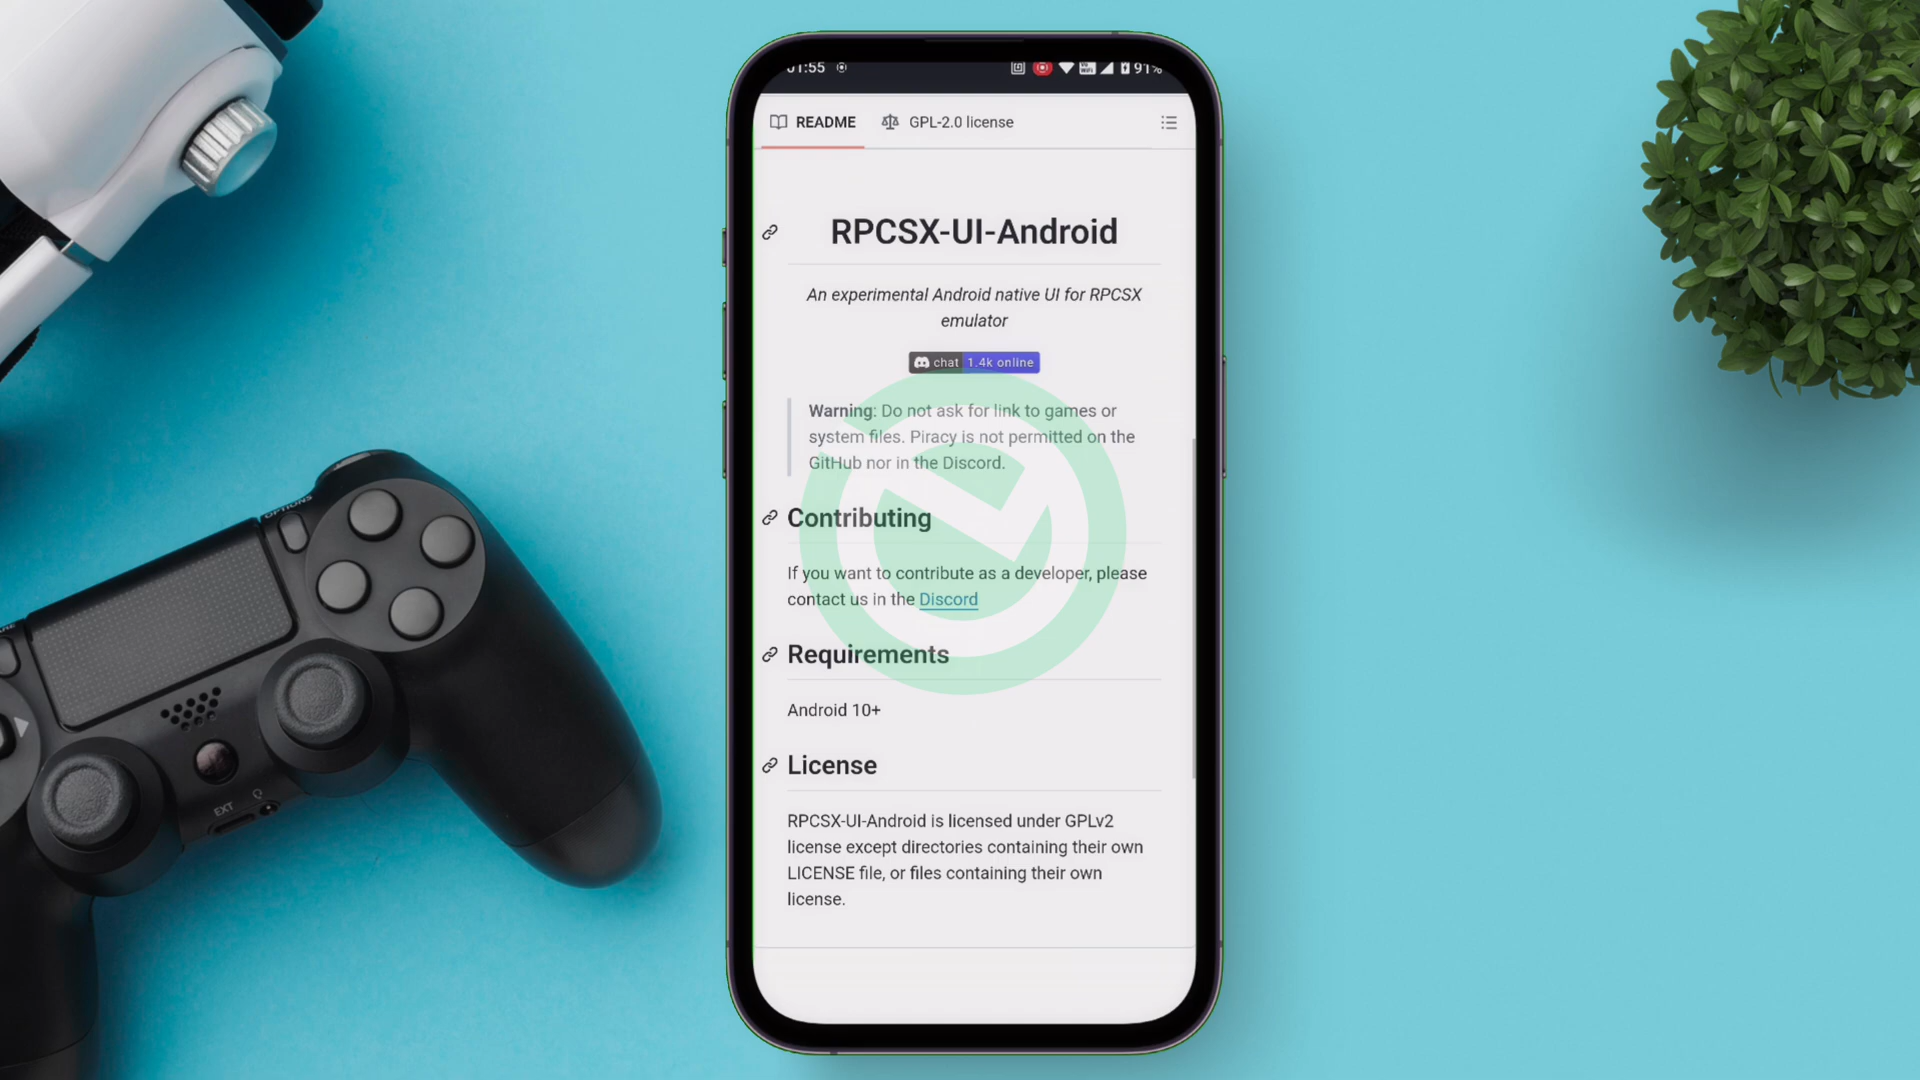 01:55
91%
README
GPL-2.0 license
RPCSX-UI-Android
An experimental Android native UI for RPCSX
emulator
chat 1.4k online
Warning: Do not ask for link to games or
system files. Piracy is not permitted on the
GitHub nor in the Discord.
Contributing
If you want to contribute as a developer, please
contact us in the Discord
Requirements
Android 10+
License
RPCSX-UI-Android is licensed under GPLv2
license except directories containing their own
LICENSE file, or files containing their own
license.
OPTIONS
EXT